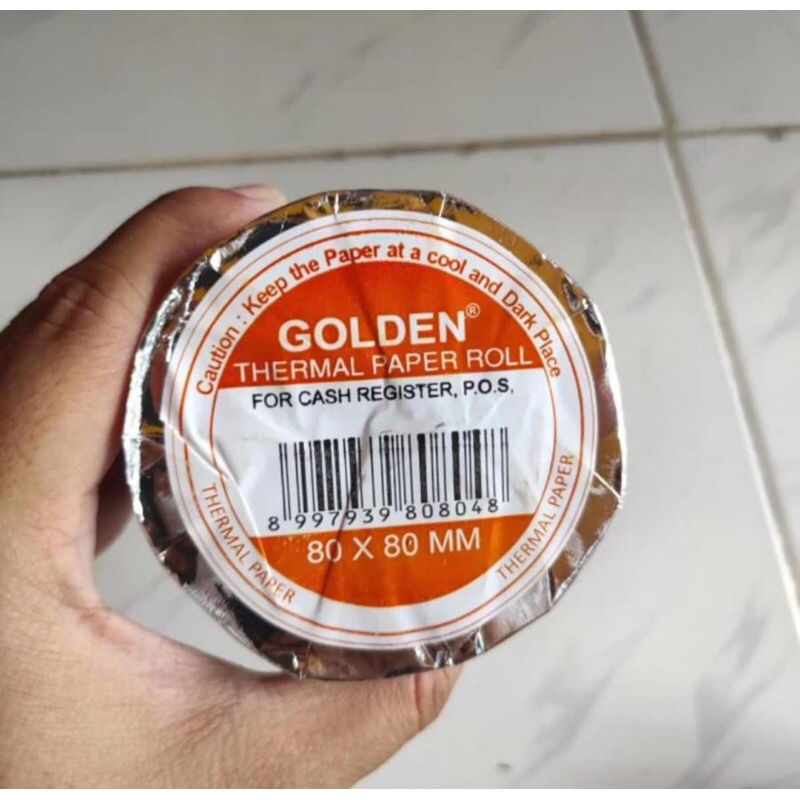 Caution : Keep the Paper at a cool and Dark Place
GOLDEN®
THERMAL PAPER ROLL
FOR CASH REGISTER, P.O.S,
8 997939 808048
80 X 80 MM
THERMAL PAPER
THERMAL PAPER